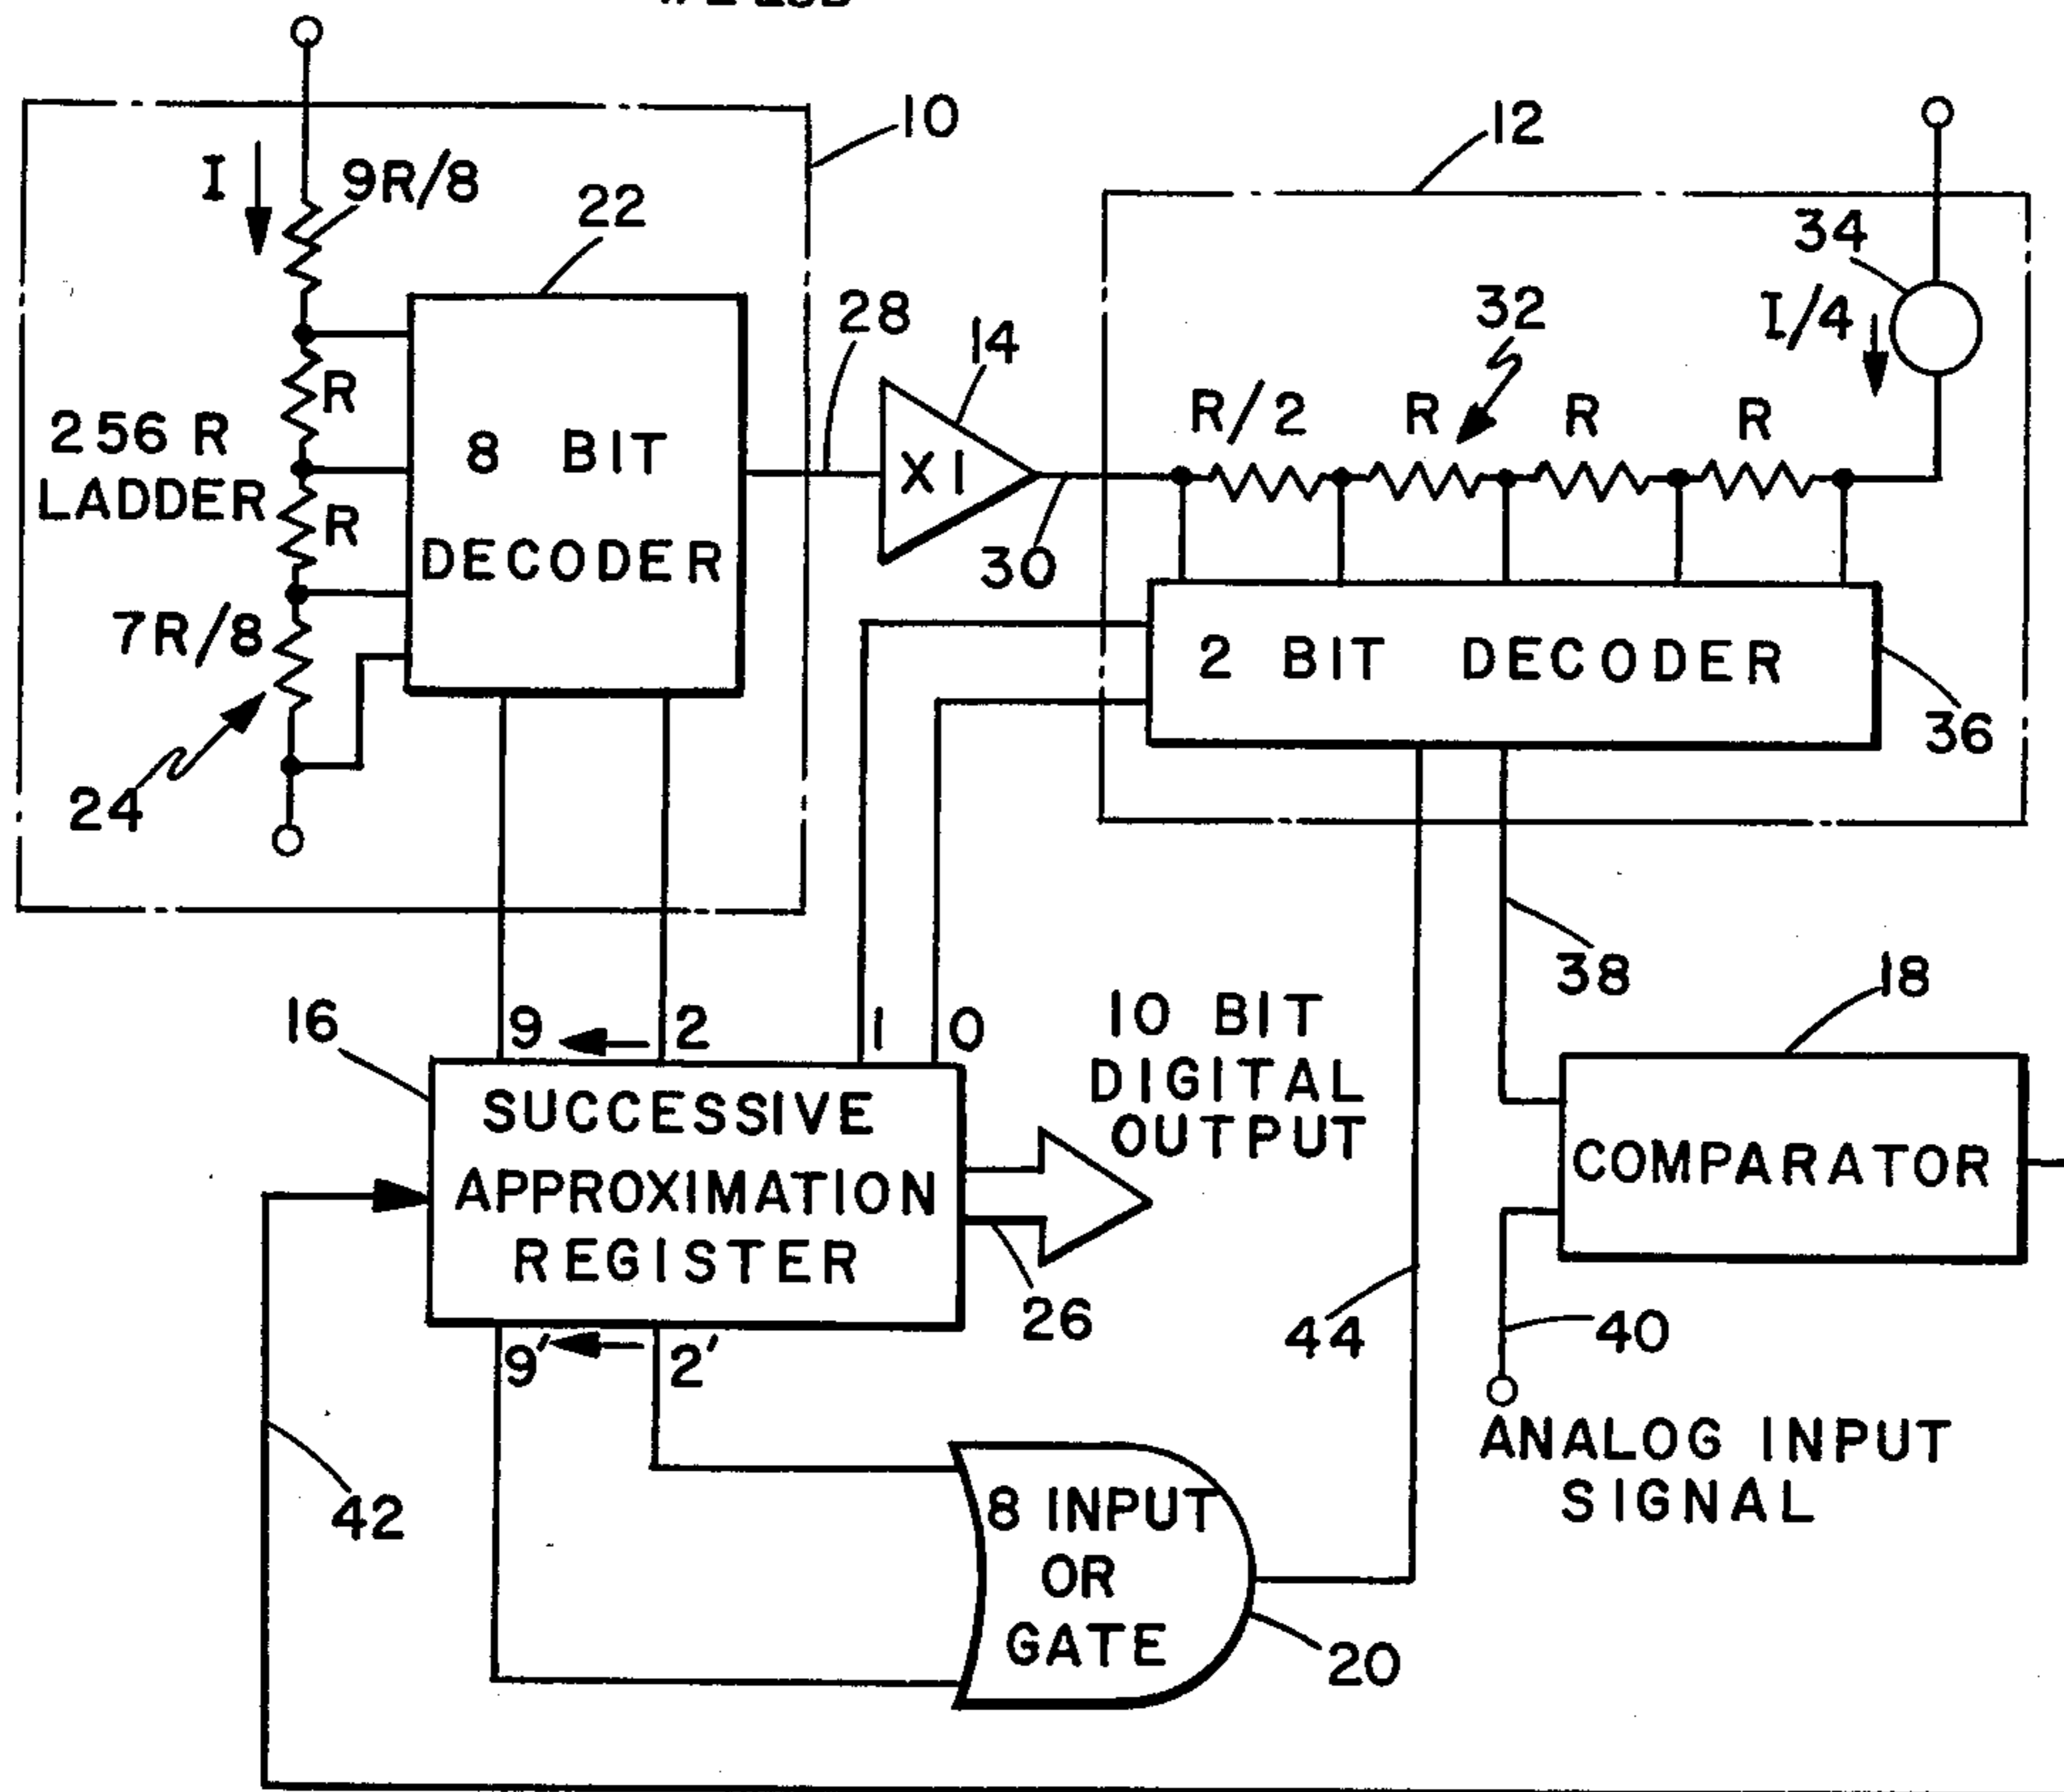 10
12
I
9R/8
22
34
28
32
I/4
14
R/2
R
R
R
R
256 R
LADDER
8 BIT
DECODER
X1
R
30
7R/8
2 BIT DECODER
36
24
38
18
16
9
2
1
0
10 BIT
DIGITAL
OUTPUT
SUCCESSIVE
APPROXIMATION
REGISTER
COMPARATOR
26
44
40
9'
2'
ANALOG INPUT
SIGNAL
42
8 INPUT
OR
GATE
20